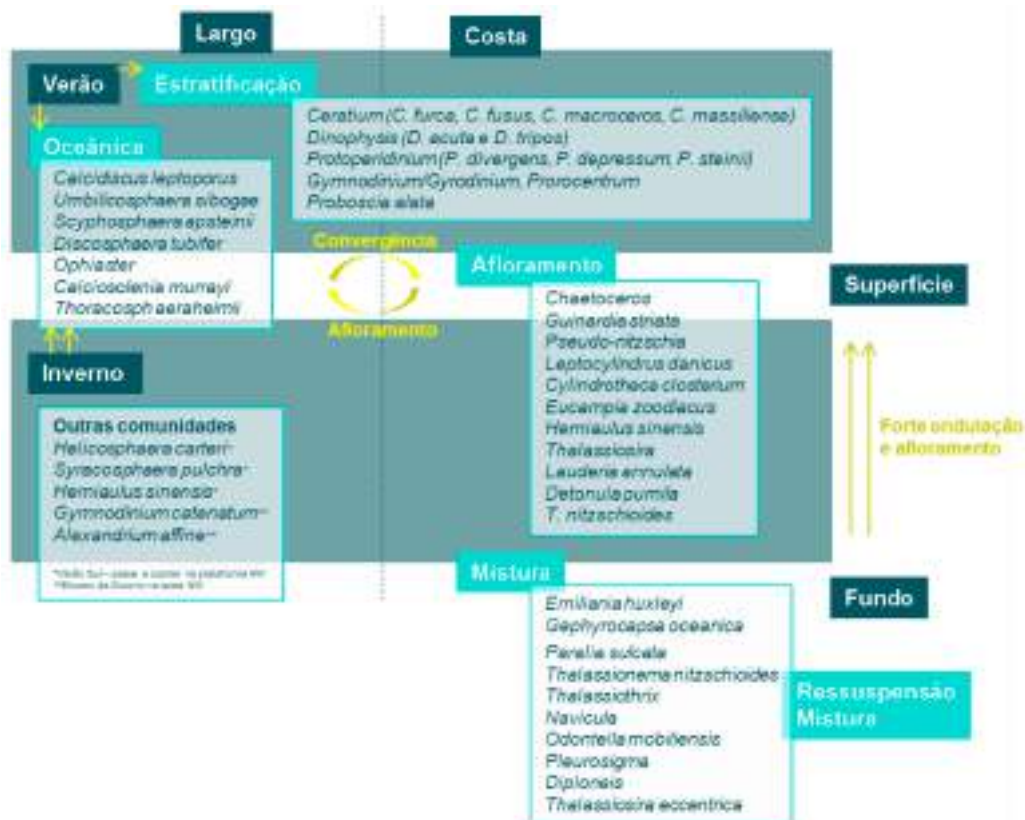 Largo
Costa
Verão
Estratificação
Ceratium (C. furca, C. fusus, C. macroceros, C. massiliense)
Dinophysis (D. acuta e D. tripos)
Protoperidinium (P. divergens, P. depressum, P. steinii)
Gymnodinium/Gyrodinium, Prorocentrum
Proboscia alata
Oceânica
Calcidiscus leptoporus
Umbilicosphaera sibogae
Scyphosphaera apsteinii
Discosphaera tubifer
Ophiaster
Calciosolenia murrayi
Thoracosphaeraheimii
Convergência
Afloramento
Afloramento
Chaetoceros
Guinardia striata
Pseudo-nitzschia
Leptocylindrus danicus
Cylindrotheca closterium
Eucampia zoodiacus
Hemiaulus sinensis
Thalassiosira
Lauderia annulata
Detonula pumila
T. nitzschioides
Superfície
Inverno
Outras comunidades
Helicosphaera carteri
Syracosphaera pulchra
Hemiaulus sinensis
Gymnodinium catenatum
Alexandrium affine
Forte ondulação
e afloramento
Mistura
Emiliania huxleyi
Gephyrocapsa oceanica
Paralia sulcata
Thalassionema nitzschioides
Thalassiothrix
Navicula
Odontella mobiliensis
Pleurosigma
Diploneis
Thalassiosira eccentrica
Fundo
Ressuspensão
Mistura